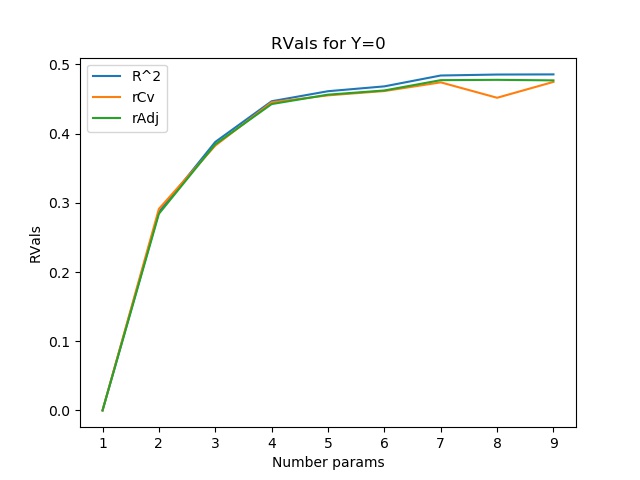 RVals for Y=0
R^2
rCv
rAdj
0.5
0.4
0.3
0.2
0.1
0.0
RVals
1 2 3 4 5 6 7 8 9
Number params